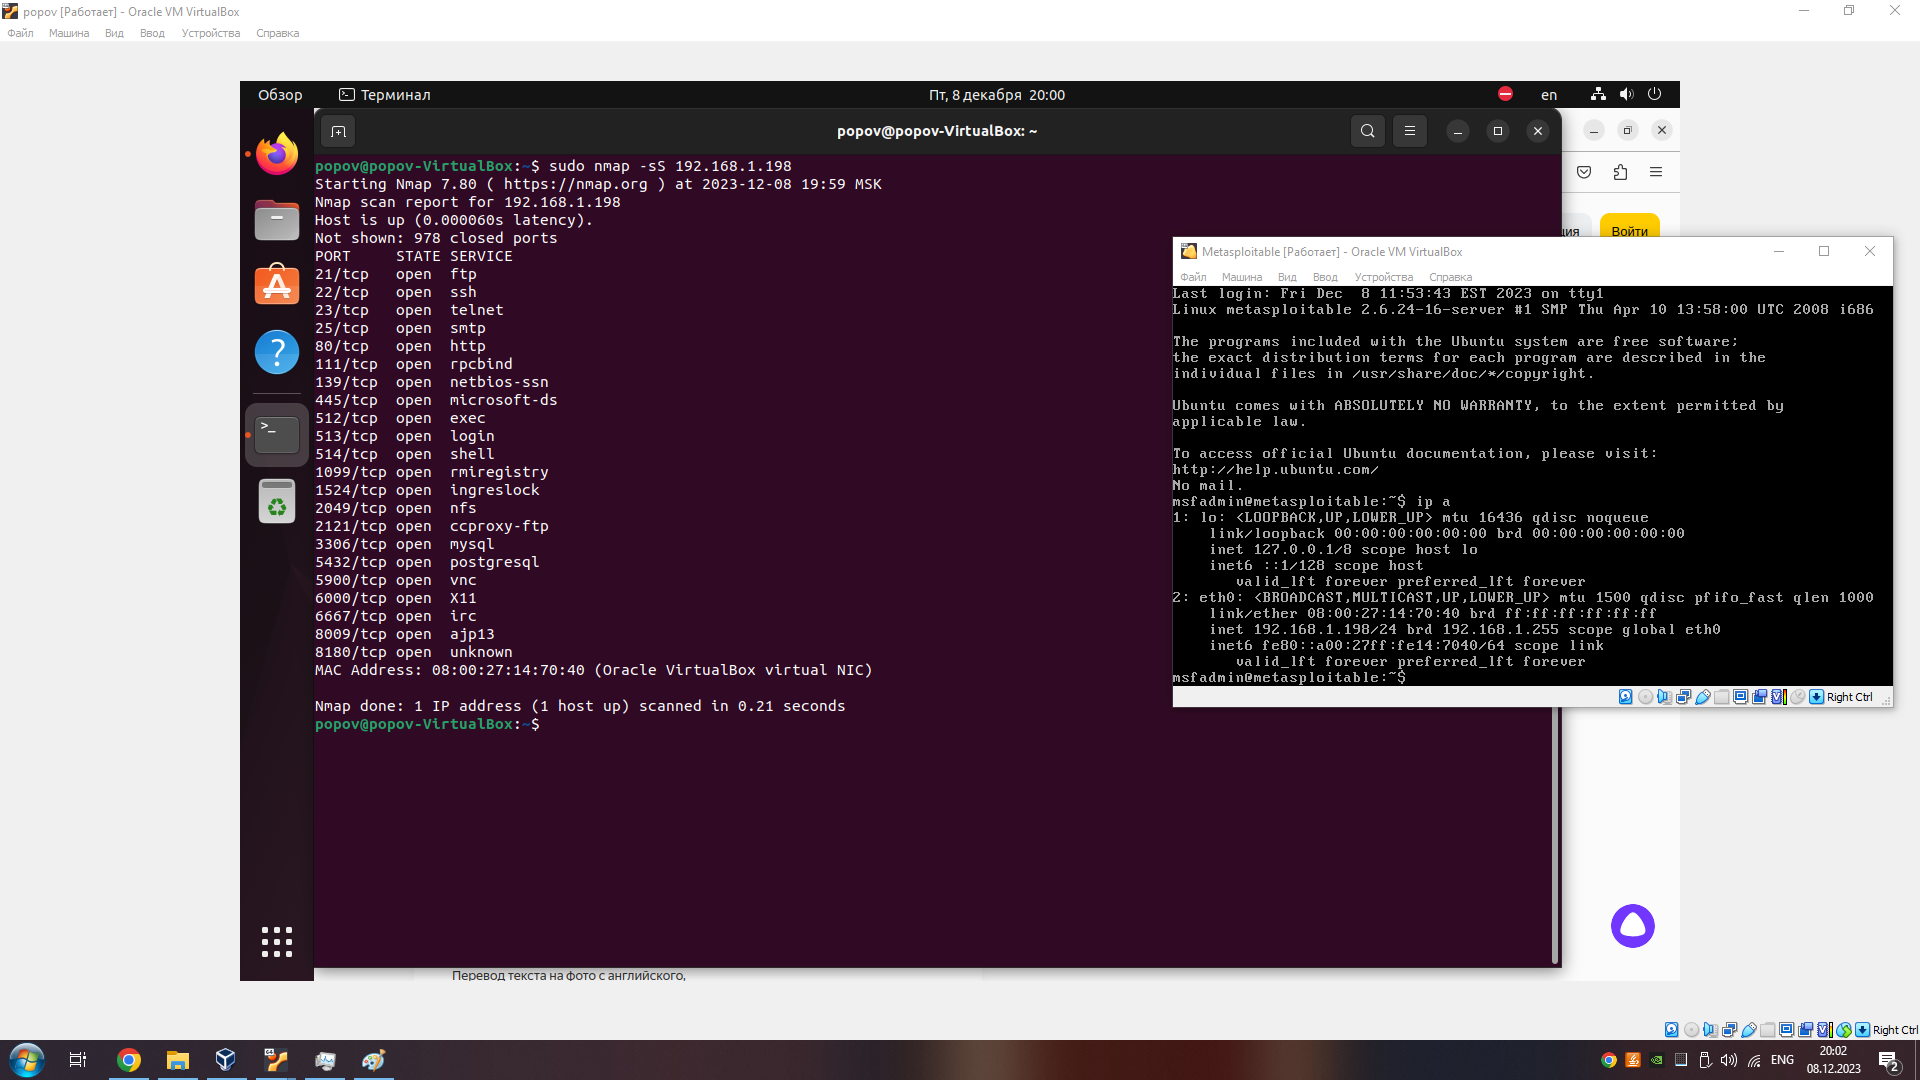 popov [Работает] - Oracle VM VirtualBox
Файл Машина Вид Ввод Устройства Справка
Обзор Терминал Пт, 8 декабря 20:00 en
popov@popov-VirtualBox: ~
popov@popov-VirtualBox:~$ sudo nmap -sS 192.168.1.198
Starting Nmap 7.80 ( https://nmap.org ) at 2023-12-08 19:59 MSK
Nmap scan report for 192.168.1.198
Host is up (0.000060s latency).
Not shown: 978 closed ports
PORT STATE SERVICE
21/tcp open ftp
22/tcp open ssh
23/tcp open telnet
25/tcp open smtp
80/tcp open http
111/tcp open rpcbind
139/tcp open netbios-ssn
445/tcp open microsoft-ds
512/tcp open exec
513/tcp open login
514/tcp open shell
1099/tcp open rmiregistry
1524/tcp open ingreslock
2049/tcp open nfs
2121/tcp open ccproxy-ftp
3306/tcp open mysql
5432/tcp open postgresql
5900/tcp open vnc
6000/tcp open X11
6667/tcp open irc
8009/tcp open ajp13
8180/tcp open unknown
MAC Address: 08:00:27:14:70:40 (Oracle VirtualBox virtual NIC)
Nmap done: 1 IP address (1 host up) scanned in 0.21 seconds
popov@popov-VirtualBox:~$
Войти
Metasploitable [Работает] - Oracle VM VirtualBox
Файл Машина Вид Ввод Устройства Справка
Last login: Fri Dec 8 11:53:43 EST 2023 on tty1
Linux metasploitable 2.6.24-16-server #1 SMP Thu Apr 10 13:58:00 UTC 2008 i686
The programs included with the Ubuntu system are free software;
the exact distribution terms for each program are described in the
individual files in /usr/share/doc/*/copyright.
Ubuntu comes with ABSOLUTELY NO WARRANTY, to the extent permitted by
applicable law.
To access official Ubuntu documentation, please visit:
http://help.ubuntu.com/
No mail.
msfadmin@metasploitable:~$ ip a
1: lo: <LOOPBACK,UP,LOWER_UP> mtu 16436 qdisc noqueue
link/loopback 00:00:00:00:00:00 brd 00:00:00:00:00:00
inet 127.0.0.1/8 scope host lo
inet6 ::1/128 scope host
valid_lft forever preferred_lft forever
2: eth0: <BROADCAST,MULTICAST,UP,LOWER_UP> mtu 1500 qdisc pfifo_fast qlen 1000
link/ether 08:00:27:14:70:40 brd ff:ff:ff:ff:ff:ff
inet 192.168.1.198/24 brd 192.168.1.255 scope global eth0
inet6 fe80::a00:27ff:fe14:7040/64 scope link
valid_lft forever preferred_lft forever
msfadmin@metasploitable:~$
Right Ctrl
Перевод текста на фото с английского,
Right Ctrl
ENG 20:02
08.12.2023
2